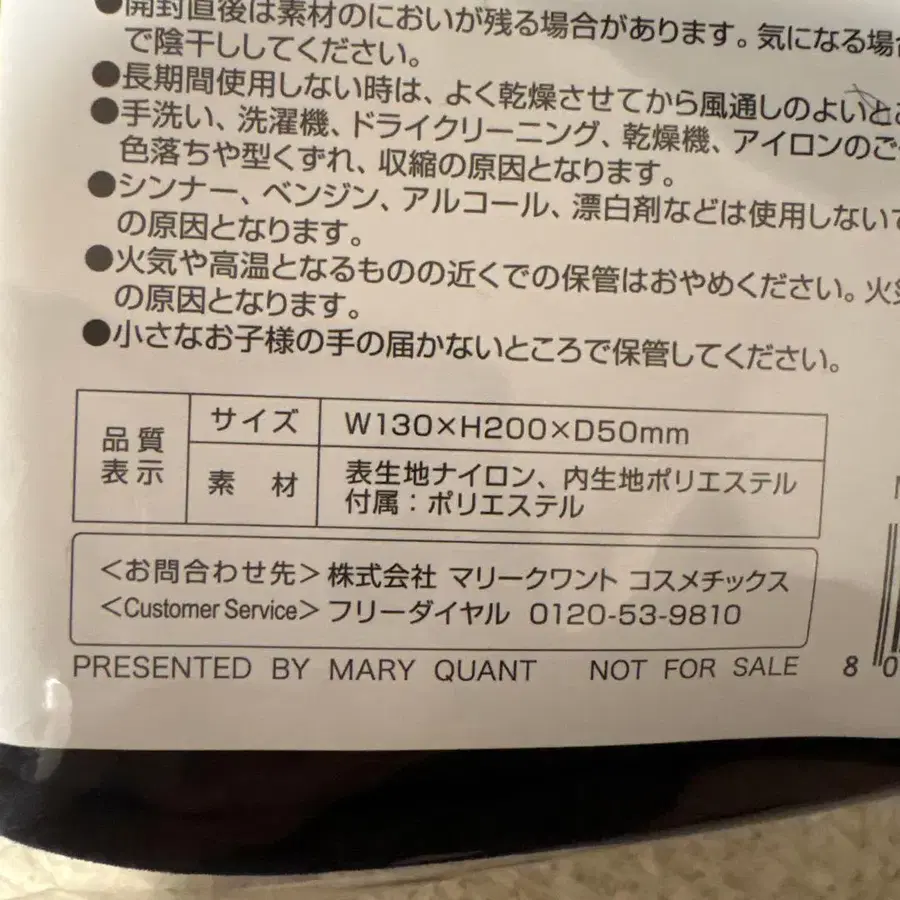 ●開封直後は素材のにおいが残る場合があります。気になる場合
で陰干ししてください。
●長期間使用しない時は、よく乾燥させてから風通しのよいと
●手洗い、洗濯機、ドライクリーニング、乾燥機、アイロンのご
色落ちや型くずれ、収縮の原因となります。
●シンナー、ベンジン、アルコール、漂白剤などは使用しない
の原因となります。
●火気や高温となるものの近くでの保管はおやめください。火気
の原因となります。
●小さなお子様の手の届かないところで保管してください。
品質
表示
サイズ
W130×H200×D50mm
素 材
表生地ナイロン、内生地ポリエステル
付属：ポリエステル
<お問合わせ先>株式会社 マリークワント コスメチックス
<Customer Service>フリーダイヤル 0120-53-9810
PRESENTED BY MARY QUANT NOT FOR SALE
8 0